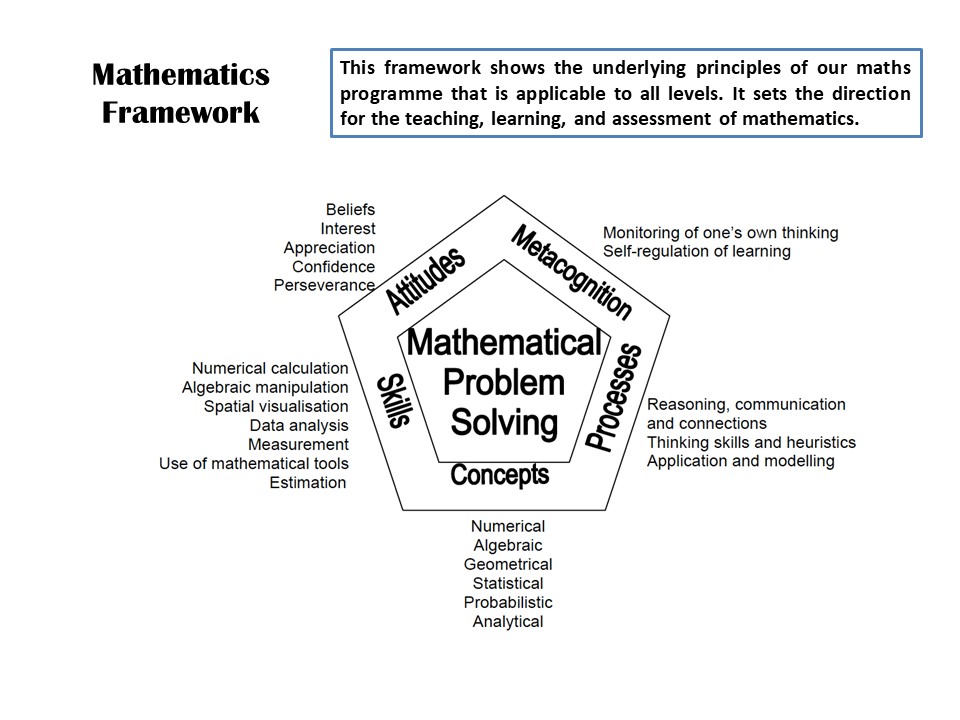 Mathematics
Framework
This framework shows the underlying principles of our maths
programme that is applicable to all levels. It sets the direction
for the teaching, learning, and assessment of mathematics.
Beliefs
Interest
Appreciation
Confidence
Perseverance
Attitudes
Metacognition
Monitoring of one's own thinking
Self-regulation of learning
Mathematical
Problem
Solving
Numerical calculation
Algebraic manipulation
Spatial visualisation
Data analysis
Measurement
Use of mathematical tools
Estimation
Skills
Processes
Reasoning, communication
and connections
Thinking skills and heuristics
Application and modelling
Concepts
Numerical
Algebraic
Geometrical
Statistical
Probabilistic
Analytical